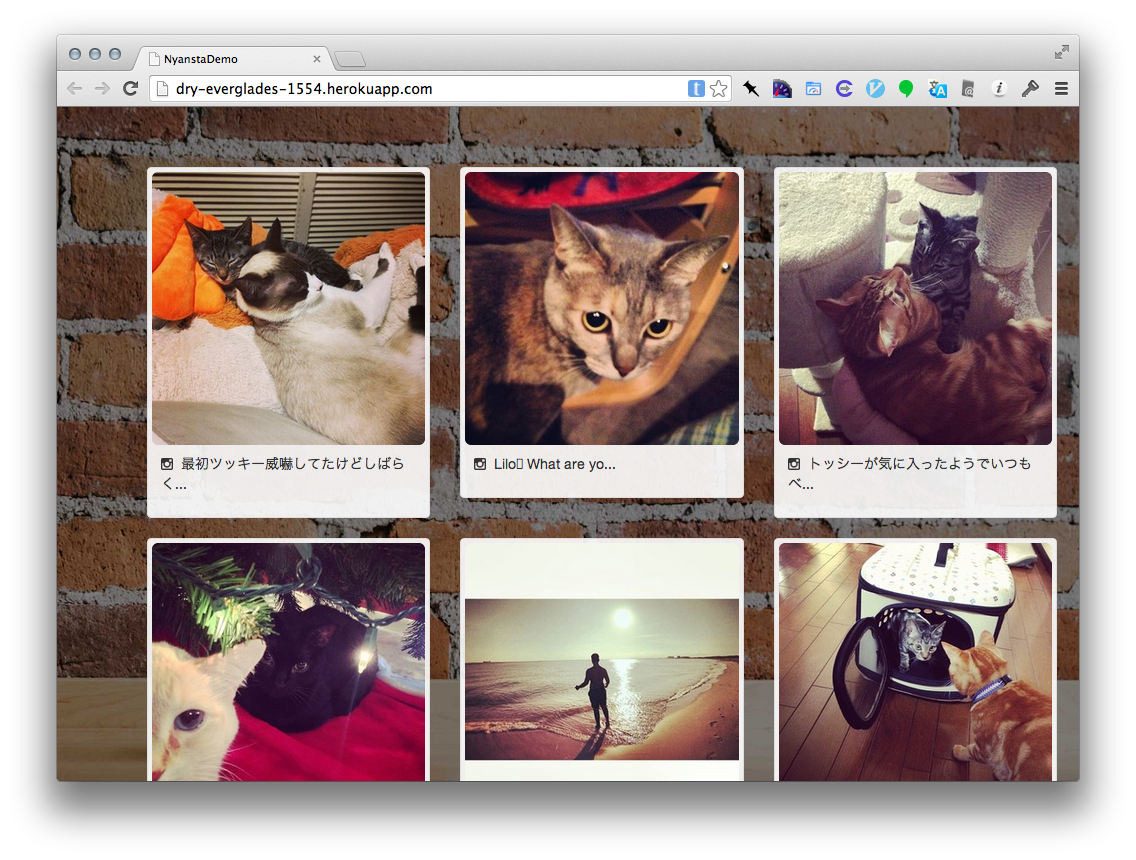 NyanstaDemo
dry-everglades-1554.herokuapp.com
最初ツッキー威嚇してたけどしばら
く...
Lilo▯ What are yo...
トッシーが気に入ったようでいつも
べ...